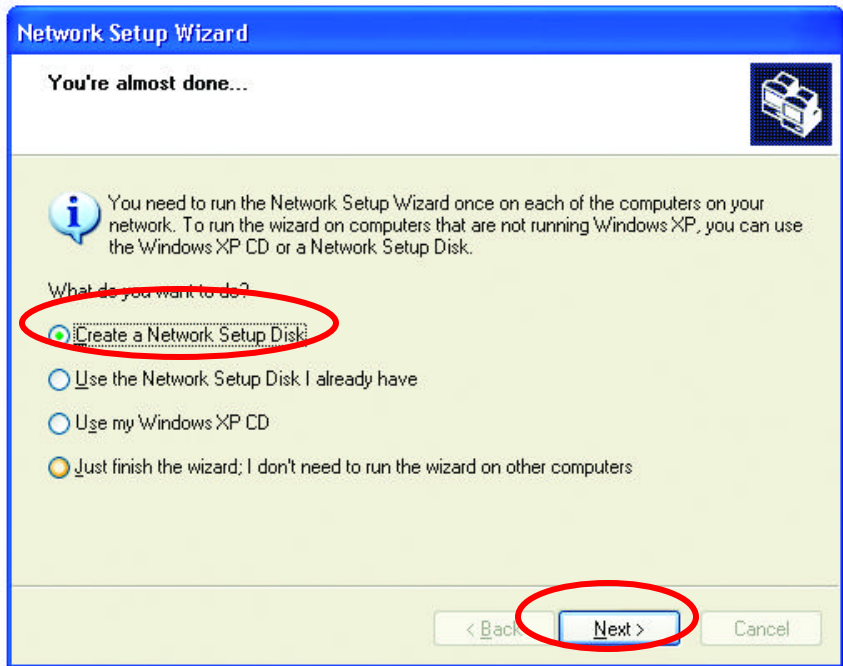 Network Setup Wizard
You're almost done...
You need to run the Network Setup Wizard once on each of the computers on your
network. To run the wizard on computers that are not running Windows XP, you can use
the Windows XP CD or a Network Setup Disk.
What do you want to do?
Create a Network Setup Disk
Use the Network Setup Disk I already have
Use my Windows XP CD
Just finish the wizard; I don't need to run the wizard on other computers
< Back
Next >
Cancel